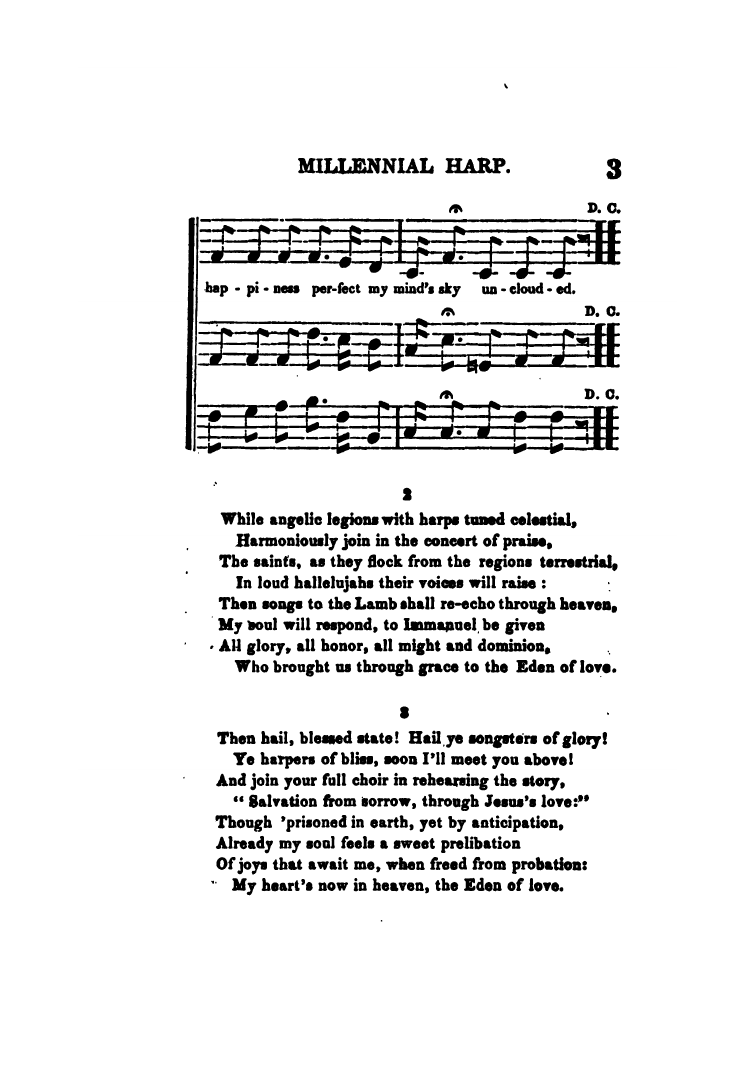 MILLENNIAL HARP. 3
D. C.
hap - pi - ness per-fect my mind's sky un - cloud - ed.
D. C.
D. C.
2
While angelic legions with harps tuned celestial,
Harmoniously join in the concert of praise,
The saints, as they flock from the regions terrestrial,
In loud hallelujahs their voices will raise :
Then songs to the Lamb shall re-echo through heaven,
My soul will respond, to Immanuel be given
All glory, all honor, all might and dominion,
Who brought us through grace to the Eden of love.
3
Then hail, blessed state! Hail ye songsters of glory!
Ye harpers of bliss, soon I'll meet you above!
And join your full choir in rehearsing the story,
“ Salvation from sorrow, through Jesus's love:”
Though 'prisoned in earth, yet by anticipation,
Already my soul feels a sweet prelibation
Of joys that await me, when freed from probation:
My heart's now in heaven, the Eden of love.